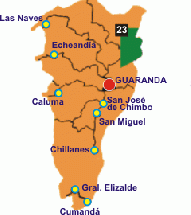 Las Naves
23
Echeandía
GUARANDA
Caluma
San José
de Chimbo
San Miguel
Chillanes
Gral. Elizalde
Cumandá